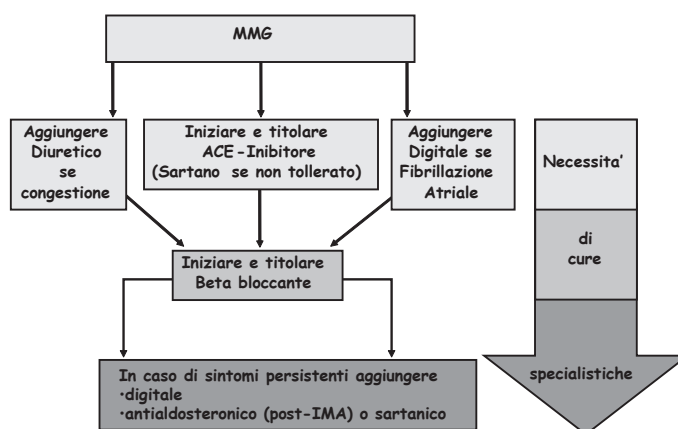 MMG
Aggiungere
Diuretico
se
congestione
Iniziare e titolare
ACE-Inibitore
(Sartano se non tollerato)
Aggiungere
Digitale se
Fibrillazione
Atriale
Necessita'
Iniziare e titolare
Beta bloccante
di
cure
In caso di sintomi persistenti aggiungere
•digitale
•antialdosteronico (post-IMA) o sartanico
specialistiche